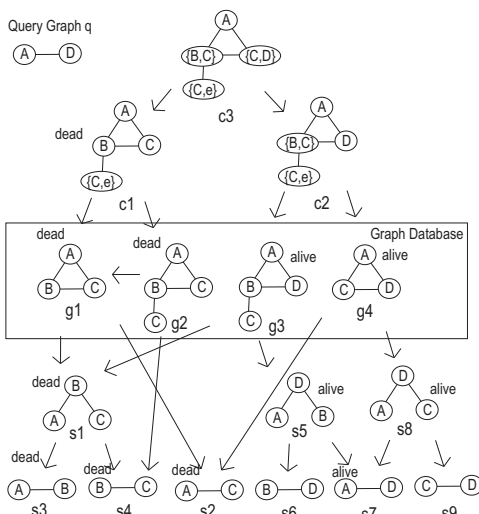 Query Graph q
A D
A
{B,C} {C,D}
{C,e}
c3
dead
A
B C
{C,e}
c1
A
{B,C} D
{C,e}
c2
Graph Database
dead
A
B C
g1
dead
A
B C
C
g2
alive
A
B D
C
g3
alive
A
C D
g4
dead
B
A C
s1
D
alive
A B
s5
D
alive
A C
s8
dead
A B
s3
dead
B C
s4
dead
A C
s2
B D
s6
alive
A D
s7
C D
s9